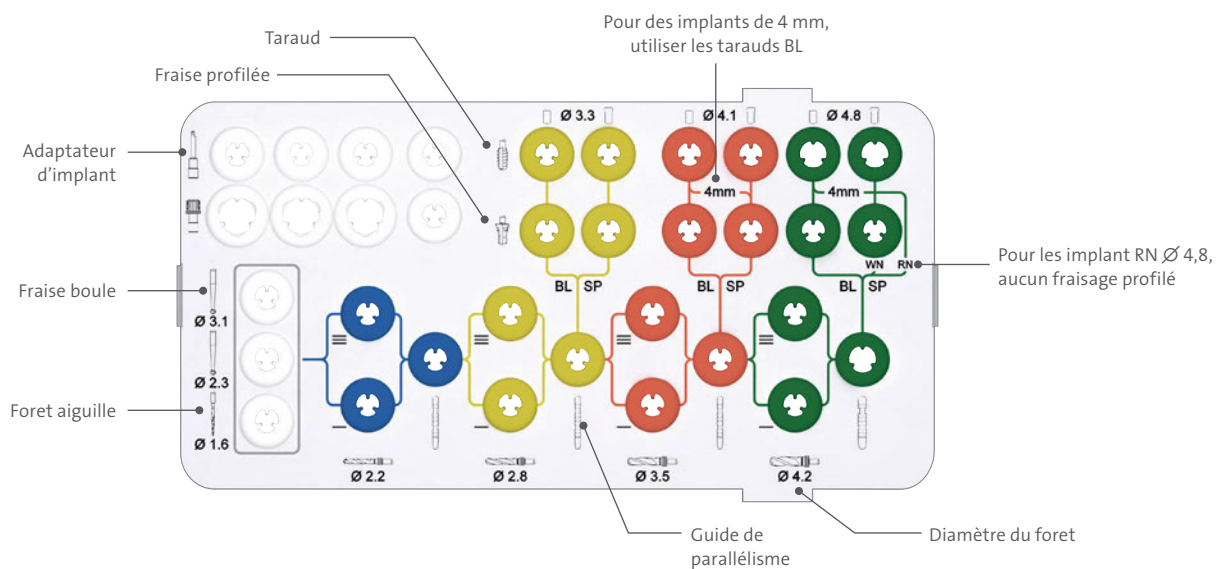 Pour des implants de 4 mm,
utiliser les tarauds BL
Taraud
Fraise profilée
Adaptateur
d’implant
Ø 3.3
Ø 4.1
Ø 4.8
4mm
4mm
WN RN
Pour les implant RN Ø 4,8,
aucun fraisage profilé
BL SP
BL SP
BL SP
Fraise boule
Ø 3.1
Ø 2.3
Foret aiguille
Ø 1.6
Ø 2.2
Ø 2.8
Ø 3.5
Ø 4.2
Guide de
parallélisme
Diamètre du foret